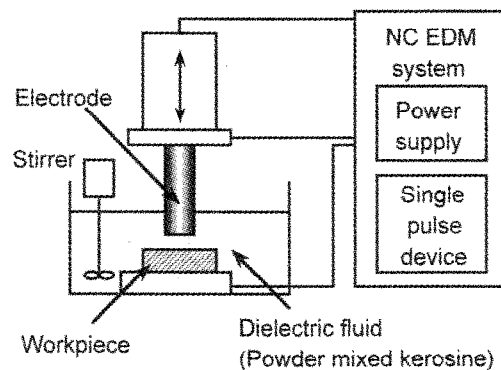 NC EDM
system
Power
supply
Single
pulse
device
Electrode
Stirrer
Workpiece
Dielectric fluid
(Powder mixed kerosine)